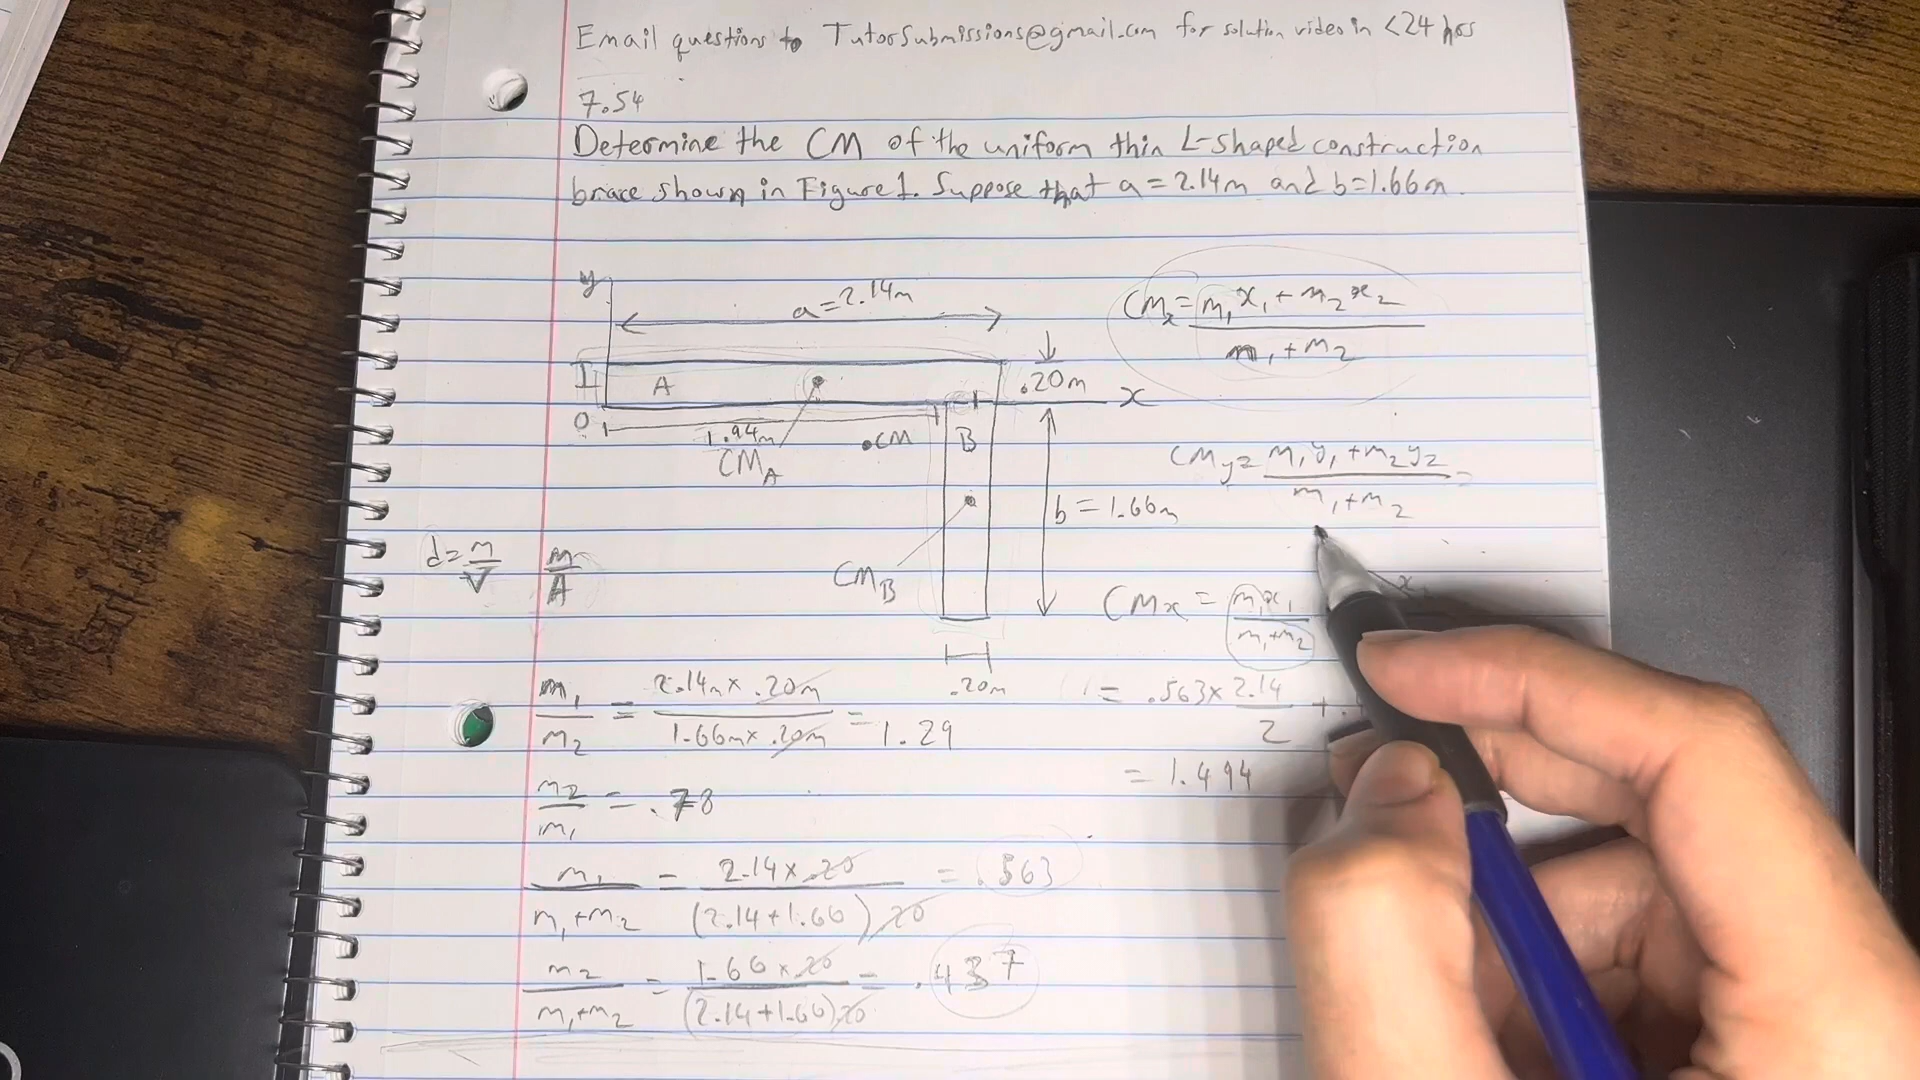 Email questions to TutorSubmissions@gmail.com for solution video in <24 hrs
7.54
Determine the CM of the uniform thin L-shaped construction
brace shown in Figure 1. Suppose that a = 2.14m and b = 1.66m.
y
a = 2.14m
CMx = m1x1 + m2x2
m1 + m2
A
.20m
x
O
1.94m
.CM
B
CMA
CMy = m1y1 + m2y2 =
m1 + m2
b = 1.66m
d = m/V
m/A
CMB
CMx = m1x1
m1+m2
m1/m2 = 2.14m x .20m / 1.66m x .20m = 1.29
.20m
= .563 x 2.14/2 + .
= 1.494
m2/m1 = .78
m1/m1+m2 = 2.14 x .20 / (2.14+1.66).20 = .563
m2/m1+m2 = 1.66 x .20 / (2.14+1.66).20 = .437